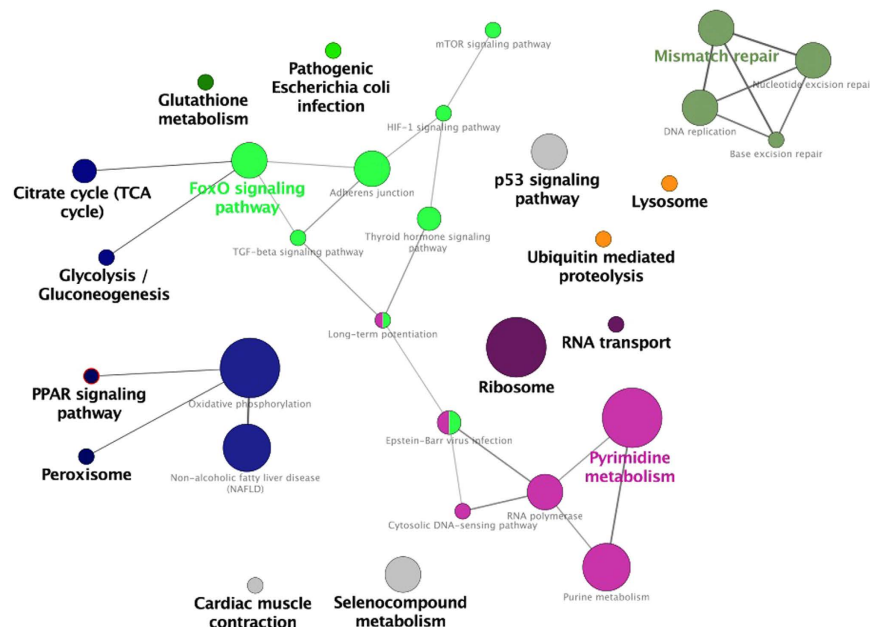 mTOR signaling pathway
Pathogenic
Escherichia coli
infection
Mismatch repair
Nucleotide excision repair
Glutathione
metabolism
HIF-1 signaling pathway
DNA replication
Base excision repair
Citrate cycle (TCA
cycle)
FoxO signaling
pathway
Adherens junction
p53 signaling
pathway
Lysosome
TGF-beta signaling pathway
Thyroid hormone signaling
pathway
Ubiquitin mediated
proteolysis
Glycolysis /
Gluconeogenesis
Long-term potentiation
RNA transport
Ribosome
PPAR signaling
pathway
Oxidative phosphorylation
Epstein-Barr virus infection
Pyrimidine
metabolism
Peroxisome
Non-alcoholic fatty liver disease
(NAFLD)
Cytosolic DNA-sensing pathway
RNA polymerase
Purine metabolism
Cardiac muscle
contraction
Selenocompound
metabolism